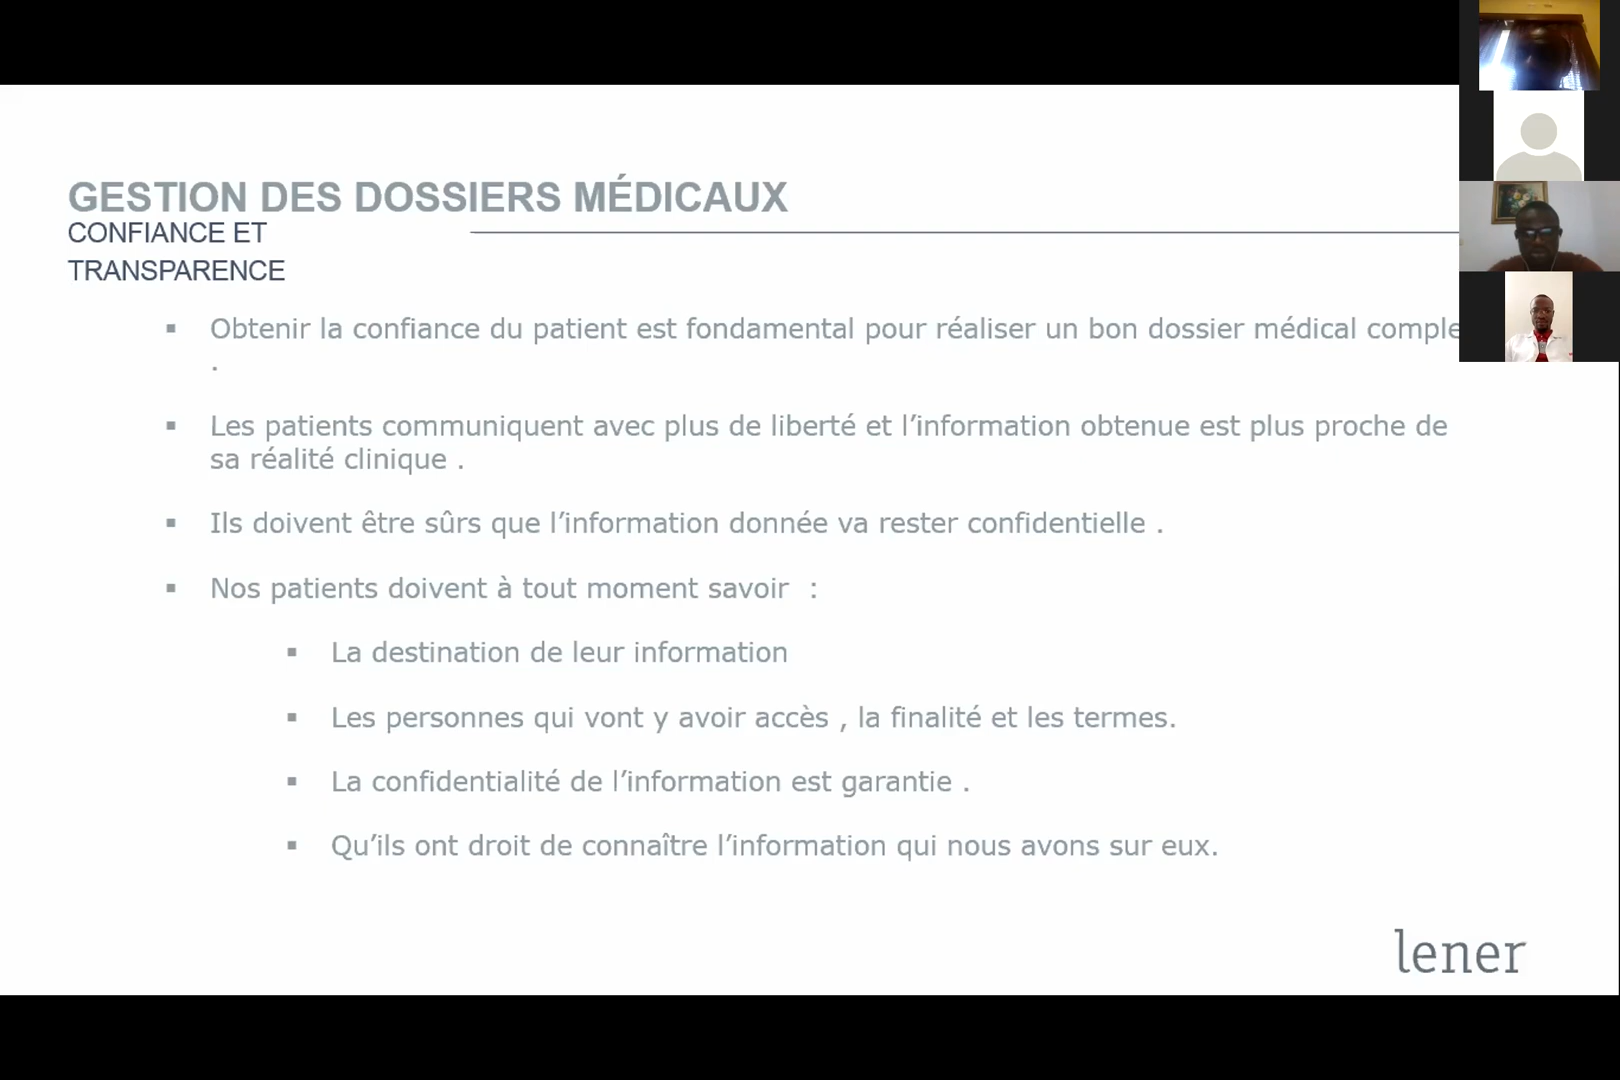 GESTION DES DOSSIERS MÉDICAUX
CONFIANCE ET
TRANSPARENCE
▪ Obtenir la confiance du patient est fondamental pour réaliser un bon dossier médical comple
.
▪ Les patients communiquent avec plus de liberté et l’information obtenue est plus proche de
sa réalité clinique .
▪ Ils doivent être sûrs que l’information donnée va rester confidentielle .
▪ Nos patients doivent à tout moment savoir :
▪ La destination de leur information
▪ Les personnes qui vont y avoir accès , la finalité et les termes.
▪ La confidentialité de l’information est garantie .
▪ Qu’ils ont droit de connaître l’information qui nous avons sur eux.
lener